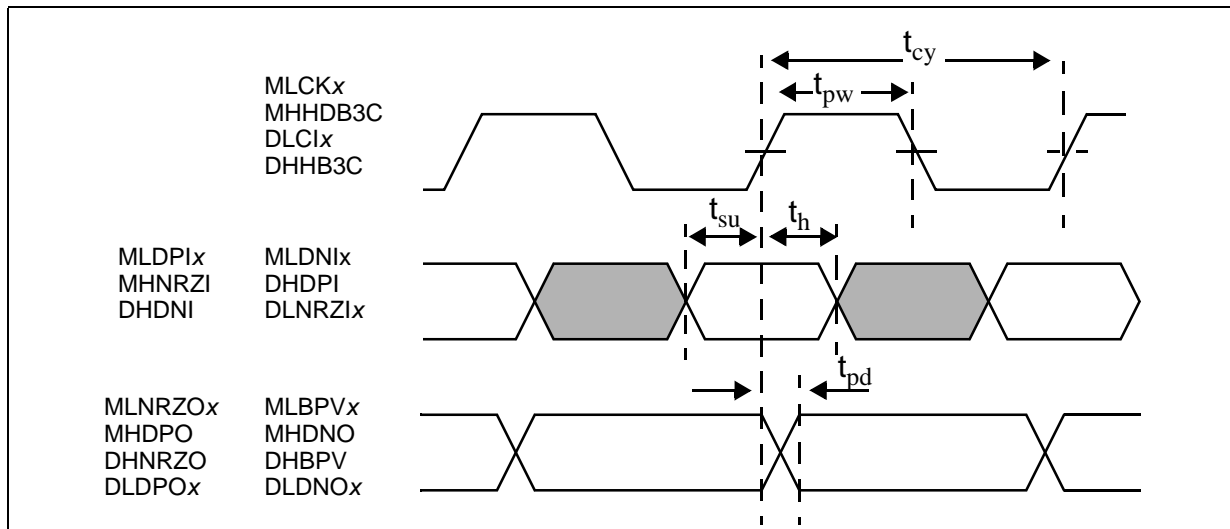 t_cy
MLCKx
t_pw
MHHDB3C
DLCIx
DHHB3C
t_su t_h
MLDPIx MLDNIx
MHNRZI DHDPI
DHDNI DLNRZIx
t_pd
MLNRZOx MLBPVx
MHDPO MHDNO
DHNRZO DHBPV
DLDPOx DLDNOx